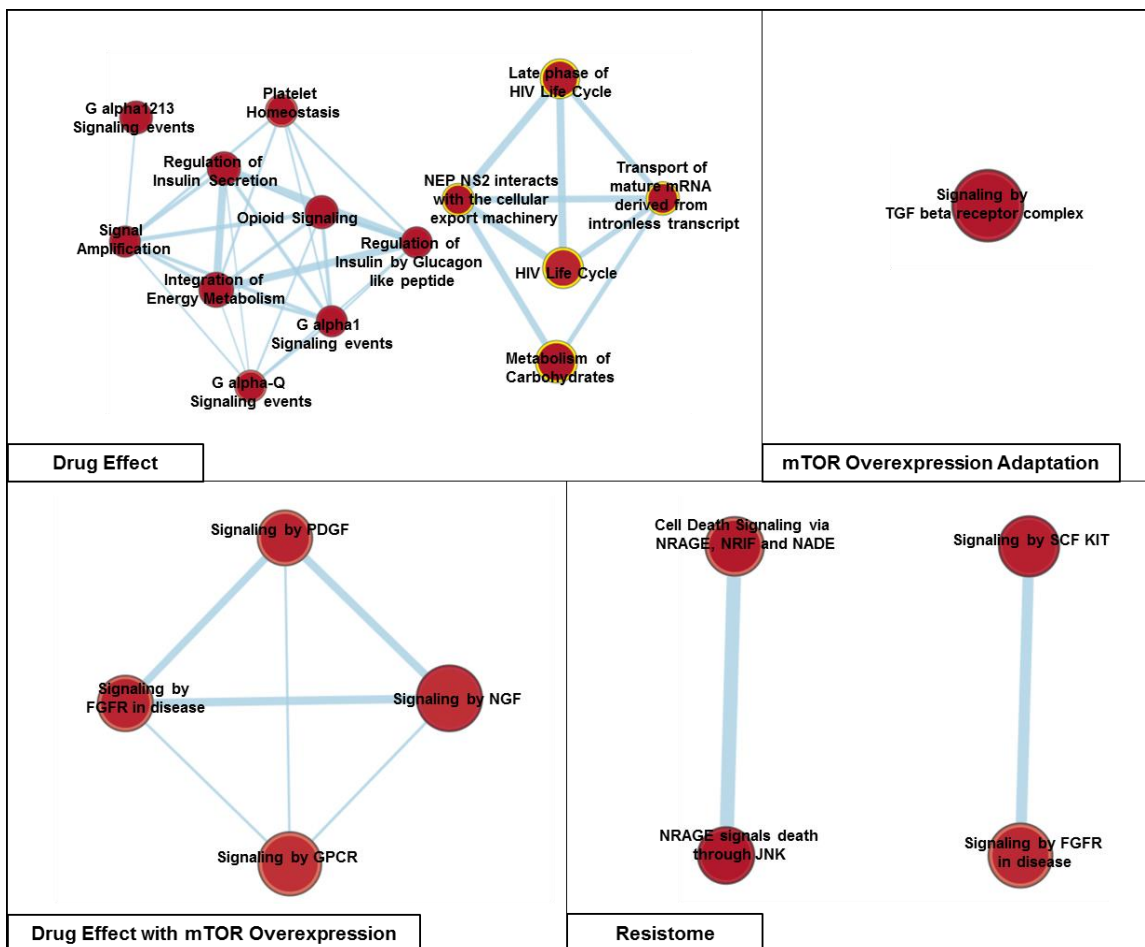 G alpha1213
Signaling events
Platelet
Homeostasis
Regulation of
Insulin Secretion
Opioid Signaling
Signal
Amplification
Regulation of
Insulin by Glucagon
like peptide
Integration of
Energy Metabolism
G alpha1
Signaling events
G alpha-Q
Signaling events
Late phase of
HIV Life Cycle
NEP NS2 interacts
with the cellular
export machinery
Transport of
mature mRNA
derived from
intronless transcript
HIV Life Cycle
Metabolism of
Carbohydrates
Drug Effect
Signaling by
TGF beta receptor complex
mTOR Overexpression Adaptation
Signaling by PDGF
Signaling by
FGFR in disease
Signaling by NGF
Signaling by GPCR
Drug Effect with mTOR Overexpression
Cell Death Signaling via
NRAGE, NRIF and NADE
Signaling by SCF KIT
NRAGE signals death
through JNK
Signaling by FGFR
in disease
Resistome